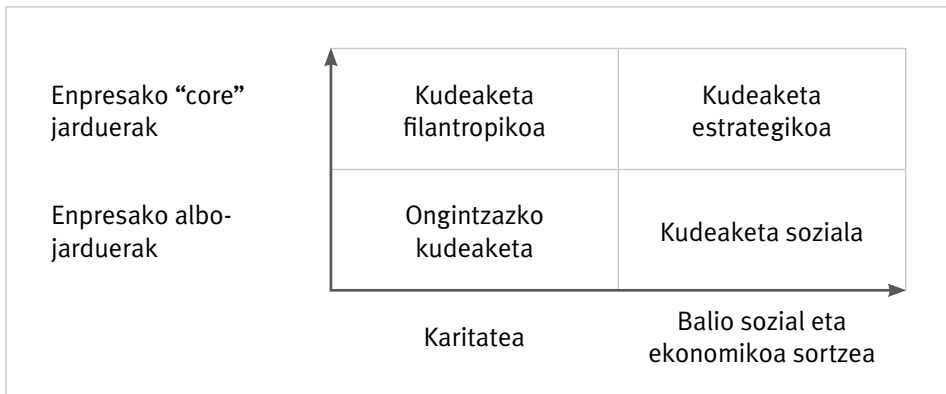 Enpresako “core”
jarduerak
Kudeaketa
filantropikoa
Kudeaketa
estrategikoa
Enpresako albo-
jarduerak
Ongintzazko
kudeaketa
Kudeaketa soziala
Karitatea
Balio sozial eta
ekonomikoa sortzea